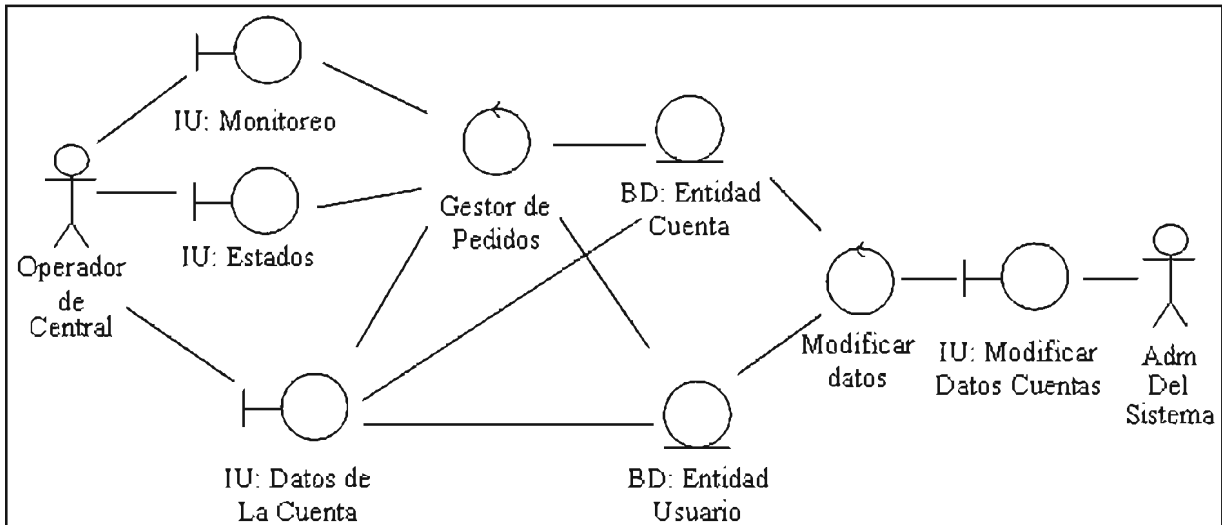 IU: Monitoreo
IU: Estados
Operador
de
Central
IU: Datos de
La Cuenta
Gestor de
Pedidos
BD: Entidad
Cuenta
BD: Entidad
Usuario
Modificar
datos
IU: Modificar
Datos Cuentas
Adm
Del
Sistema